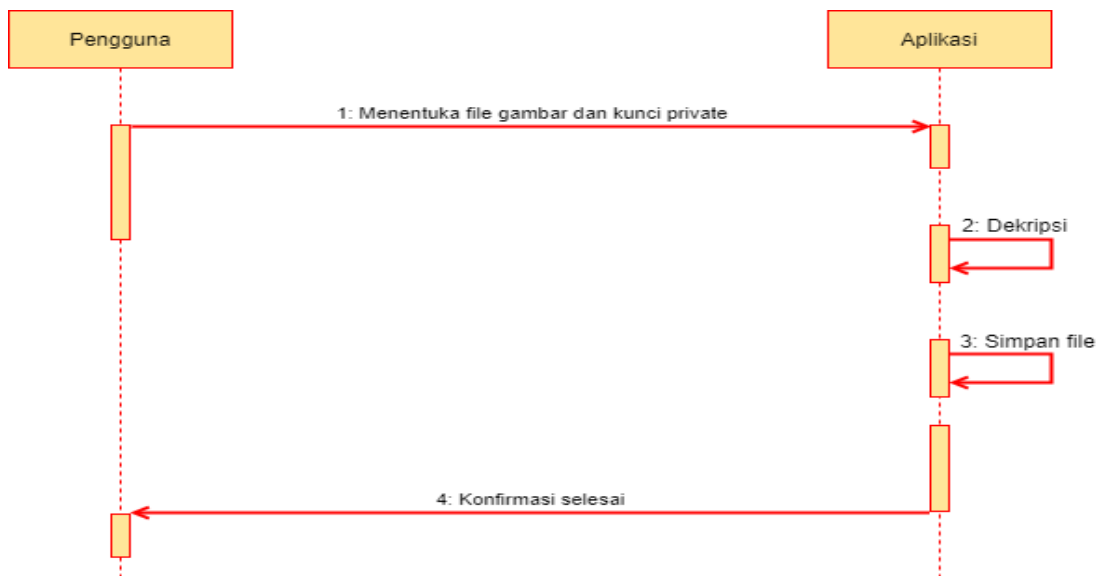 Pengguna
Aplikasi
1: Menentuka file gambar dan kunci private
2: Dekripsi
3: Simpan file
4: Konfirmasi selesai